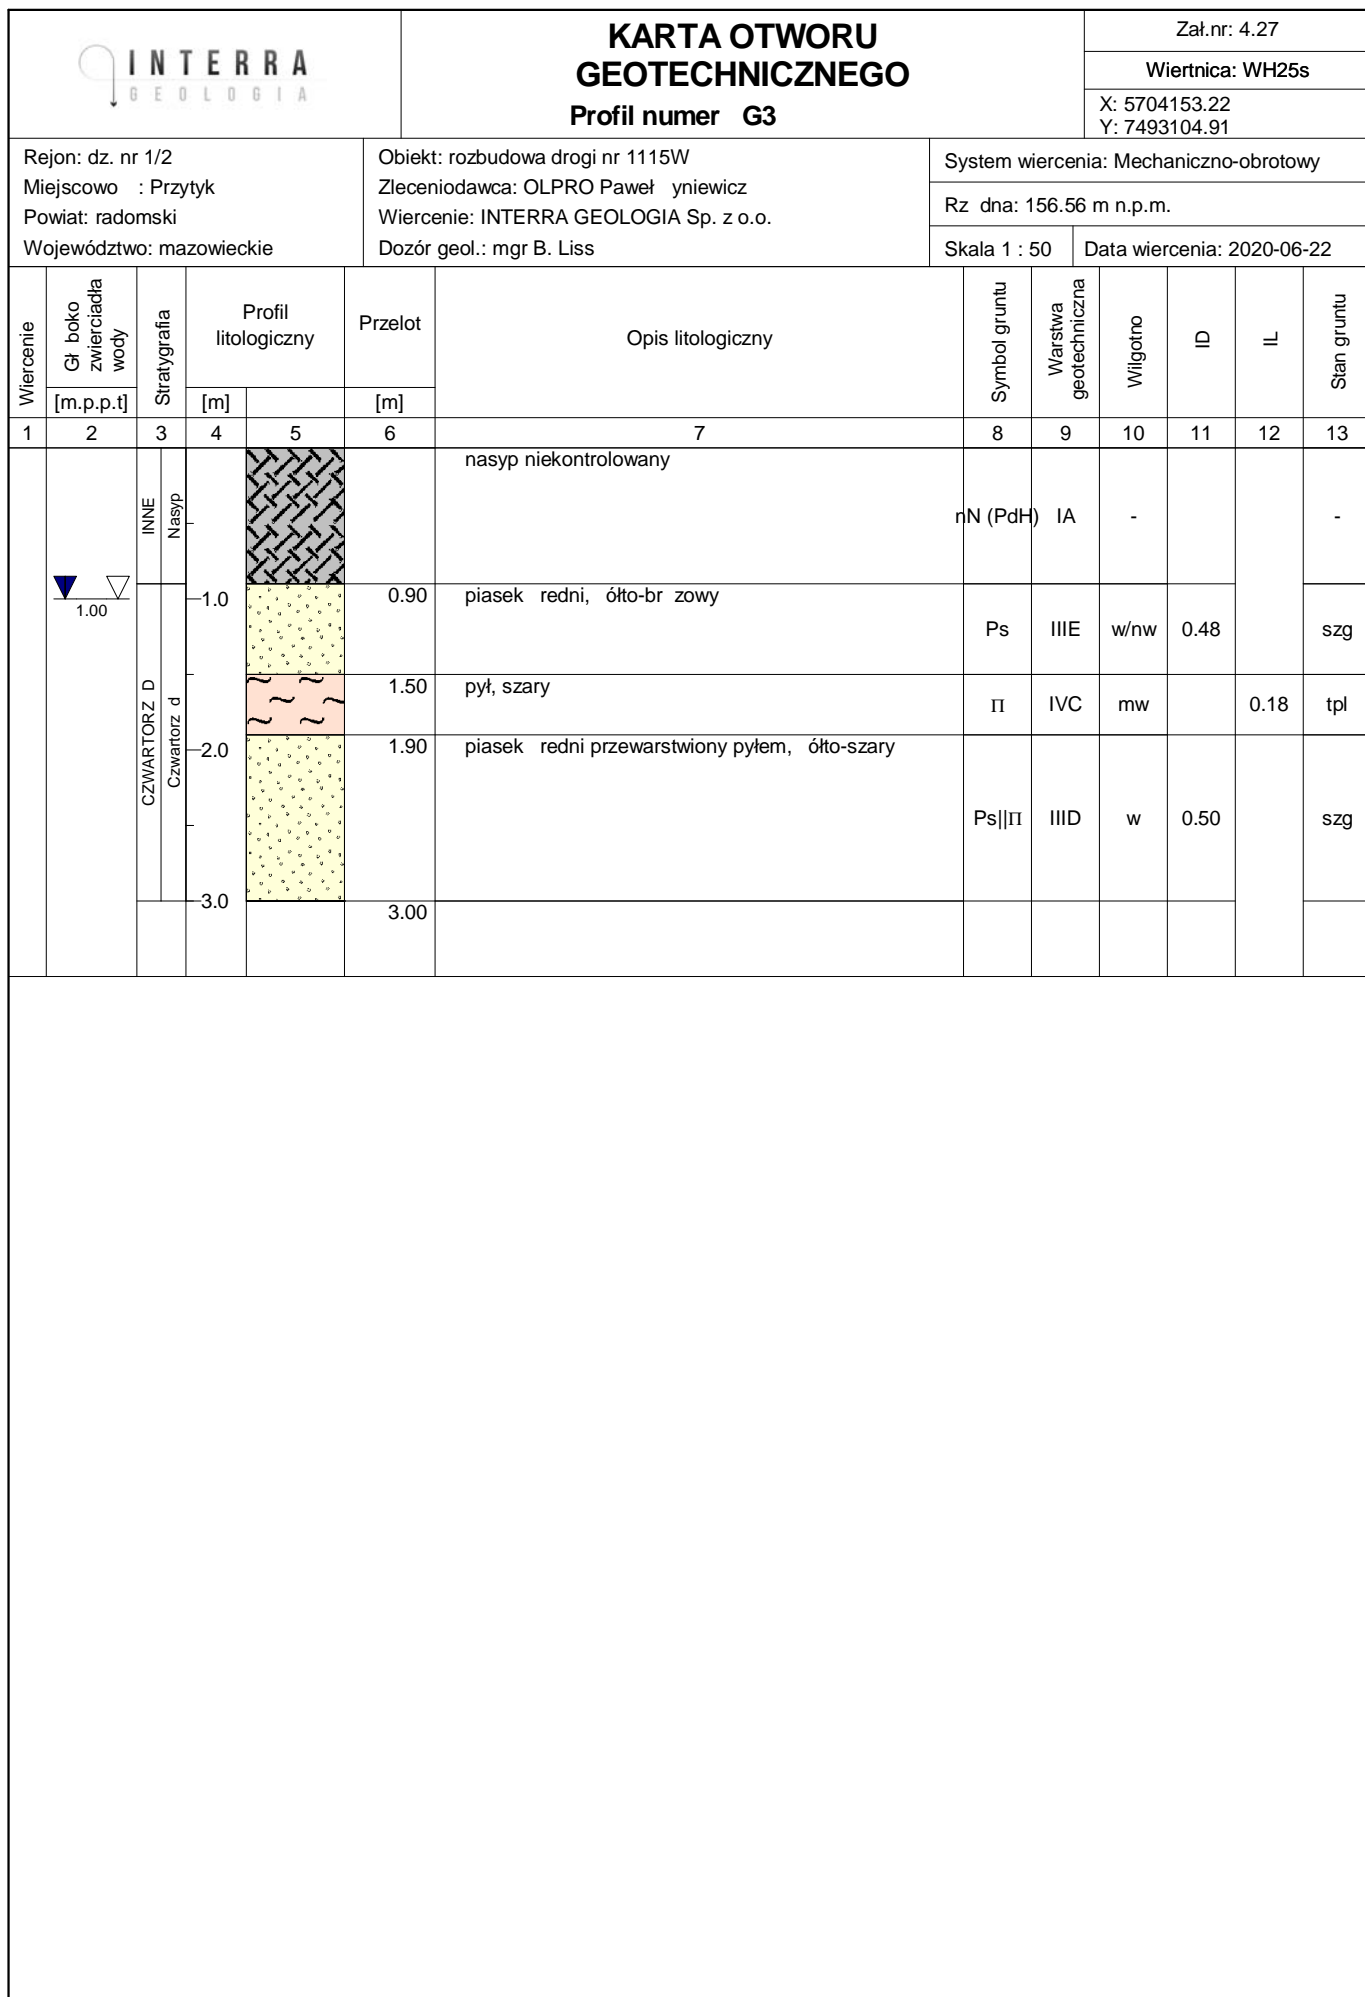 INTERRA
GEOLOGIA
KARTA OTWORU
GEOTECHNICZNEGO
Profil numer G3
Zał.nr: 4.27
Wiertnica: WH25s
X: 5704153.22
Y: 7493104.91
Rejon: dz. nr 1/2
Miejscowo : Przytyk
Powiat: radomski
Województwo: mazowieckie
Obiekt: rozbudowa drogi nr 1115W
Zleceniodawca: OLPRO Paweł yniewicz
Wiercenie: INTERRA GEOLOGIA Sp. z o.o.
Dozór geol.: mgr B. Liss
System wiercenia: Mechaniczno-obrotowy
Rz dna: 156.56 m n.p.m.
Skala 1 : 50 Data wiercenia: 2020-06-22
Wiercenie
Gł boko
zwierciadła
wody
[m.p.p.t]
Stratygrafia
Profil
litologiczny
[m]
Przelot
[m]
Opis litologiczny
Symbol gruntu
Warstwa
geotechniczna
Wilgotno
ID
IL
Stan gruntu
1 2 3 4 5 6 7 8 9 10 11 12 13
INNE
Nasyp
nasyp niekontrolowany
nN (PdH) IA - -
1.00
CZWARTORZ D
Czwartorz d
1.0
0.90 piasek redni, ółto-br zowy
Ps IIIE w/nw 0.48 szg
1.50 pył, szary
Π IVC mw 0.18 tpl
2.0
1.90 piasek redni przewarstwiony pyłem, ółto-szary
Ps||Π IIID w 0.50 szg
3.0
3.00